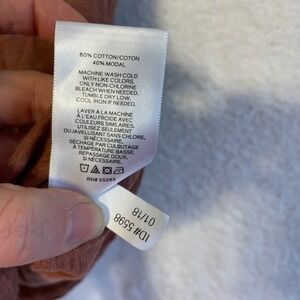 60% COTTON/COTON
40% MODAL
MACHINE WASH COLD
WITH LIKE COLORS.
ONLY NON-CHLORINE
BLEACH WHEN NEEDED.
TUMBLE DRY LOW.
COOL IRON IF NEEDED.
LAVER À LA MACHINE
À L'EAU FROIDE AVEC
COULEURS SIMILAIRES.
UTILISEZ SEULEMENT
DU JAVELLISANT SANS CHLORE,
SI NÉCESSAIRE.
SÉCHAGE PAR CULBUTAGE
À TEMPÉRATURE BASSE.
REPASSAGE DOUX,
SI NÉCESSAIRE.
RN#
ID# 5598
01/18